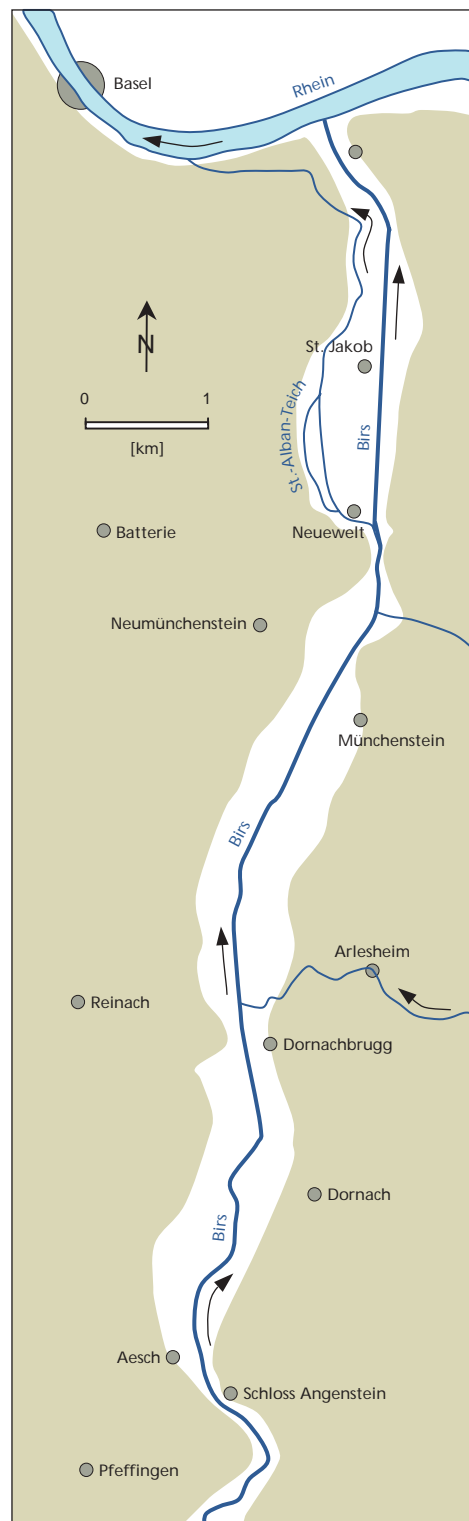 Basel
Rhein
N
St. Jakob
0 1
[km]
St.-Alban-Teich
Birs
Batterie
Neuewelt
Neumünchenstein
Münchenstein
Birs
Arlesheim
Reinach
Dornachbrugg
Dornach
Birs
Aesch
Schloss Angenstein
Pfeffingen